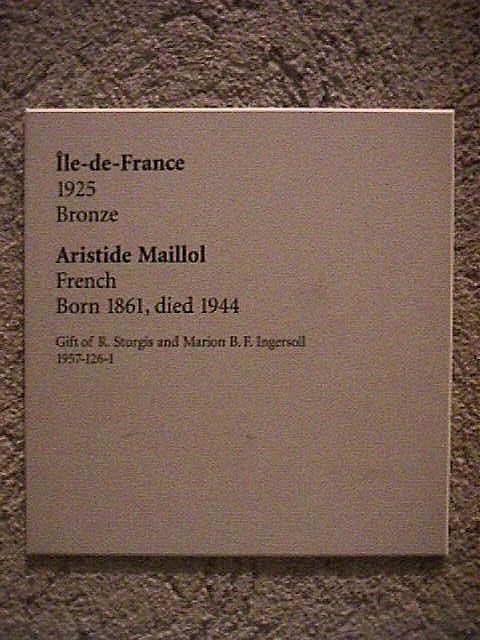 Île-de-France
1925
Bronze
Aristide Maillol
French
Born 1861, died 1944
Gift of R. Sturgis and Marion B. F. Ingersoll
1957-126-1